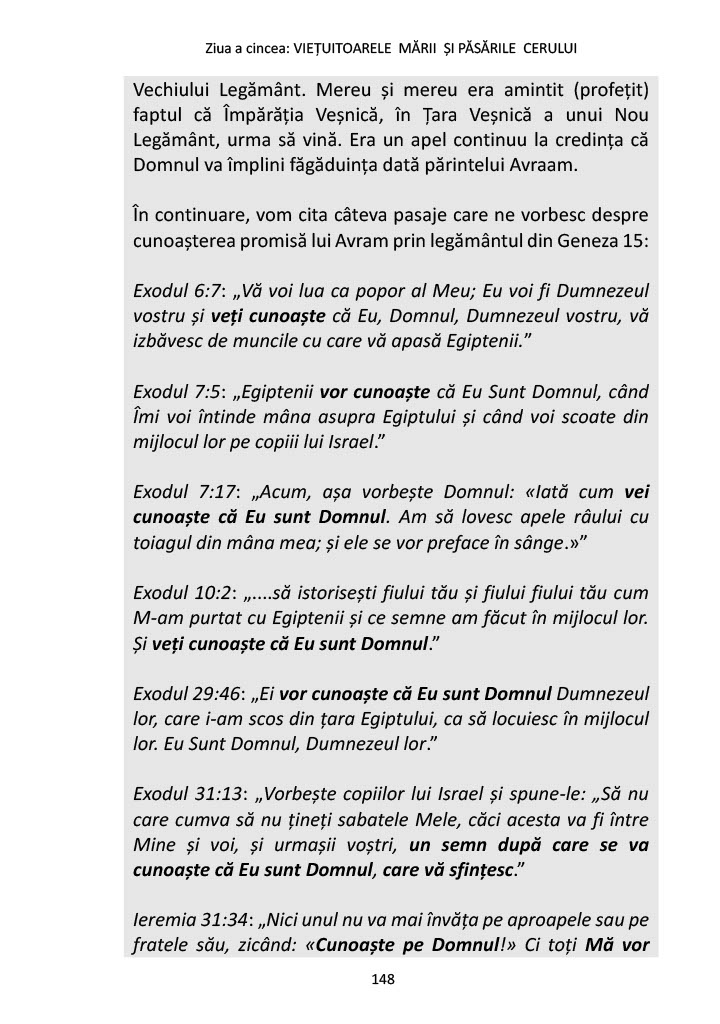 Ziua a cincea: VIEȚUITOARELE MĂRII ȘI PĂSĂRILE CERULUI
Vechiului Legământ. Mereu și mereu era amintit (profețit)
faptul că Împărăția Veșnică, în Țara Veșnică a unui Nou
Legământ, urma să vină. Era un apel continuu la credința că
Domnul va împlini făgăduința dată părintelui Avraam.
În continuare, vom cita câteva pasaje care ne vorbesc despre
cunoașterea promisă lui Avram prin legământul din Geneza 15:
Exodul 6:7: „Vă voi lua ca popor al Meu; Eu voi fi Dumnezeul
vostru și veți cunoaște că Eu, Domnul, Dumnezeul vostru, vă
izbăvesc de muncile cu care vă apasă Egiptenii.”
Exodul 7:5: „Egiptenii vor cunoaște că Eu Sunt Domnul, când
Îmi voi întinde mâna asupra Egiptului și când voi scoate din
mijlocul lor pe copiii lui Israel.”
Exodul 7:17: „Acum, așa vorbește Domnul: «Iată cum vei
cunoaște că Eu sunt Domnul. Am să lovesc apele râului cu
toiagul din mâna mea; și ele se vor preface în sânge.»”
Exodul 10:2: „....să istorisești fiului tău și fiului fiului tău cum
M-am purtat cu Egiptenii și ce semne am făcut în mijlocul lor.
Și veți cunoaște că Eu sunt Domnul.”
Exodul 29:46: „Ei vor cunoaște că Eu sunt Domnul Dumnezeul
lor, care i-am scos din țara Egiptului, ca să locuiesc în mijlocul
lor. Eu Sunt Domnul, Dumnezeul lor.”
Exodul 31:13: „Vorbește copiilor lui Israel și spune-le: „Să nu
care cumva să nu țineți sabatele Mele, căci acesta va fi între
Mine și voi, și urmașii voștri, un semn după care se va
cunoaște că Eu sunt Domnul, care vă sfințesc.”
Ieremia 31:34: „Nici unul nu va mai învăța pe aproapele sau pe
fratele său, zicând: «Cunoaște pe Domnul!» Ci toți Mă vor
148